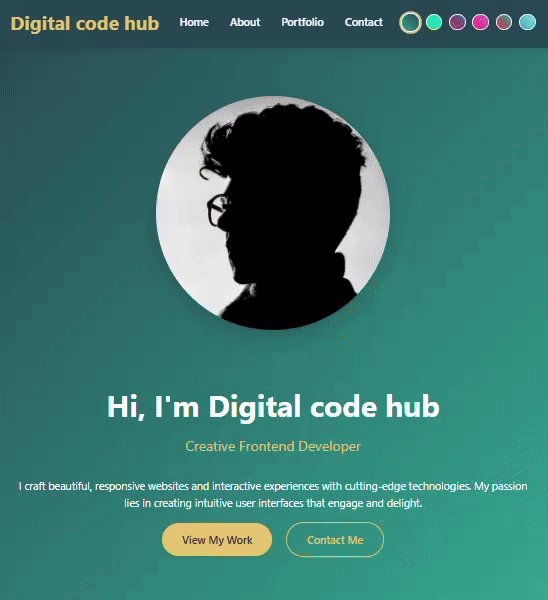 Digital code hub Home About Portfolio Contact
Hi, I'm Digital code hub
Creative Frontend Developer
I craft beautiful, responsive websites and interactive experiences with cutting-edge technologies. My passion
lies in creating intuitive user interfaces that engage and delight.
View My Work Contact Me